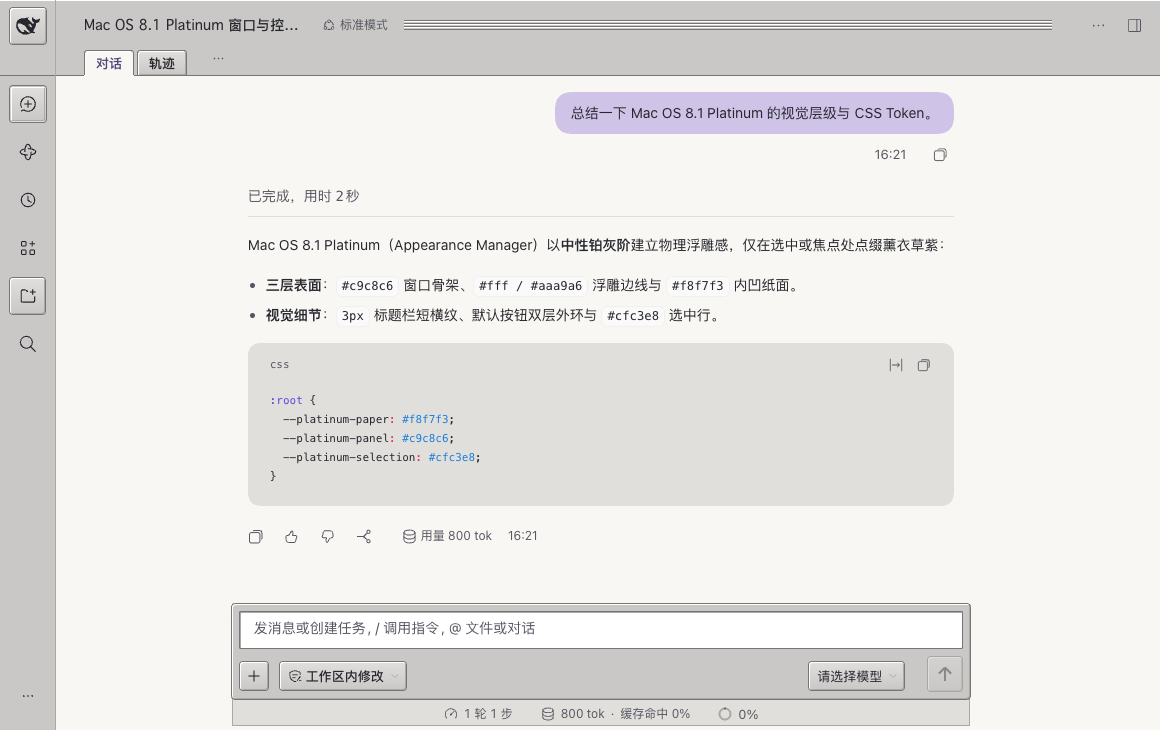 Mac OS 8.1 Platinum 窗口与控... 标准模式 ...
对话 轨迹 ...
总结一下 Mac OS 8.1 Platinum 的视觉层级与 CSS Token。
16:21
已完成，用时 2 秒
Mac OS 8.1 Platinum（Appearance Manager）以中性铂灰阶建立物理浮雕感，仅在选中或焦点处点缀薰衣草紫：
• 三层表面： #c9c8c6 窗口骨架、 #fff / #aaa9a6 浮雕边线与 #f8f7f3 内凹纸面。
• 视觉细节： 3px 标题栏短横纹、默认按钮双层外环与 #cfc3e8 选中行。
css
:root {
--platinum-paper: #f8f7f3;
--platinum-panel: #c9c8c6;
--platinum-selection: #cfc3e8;
}
用量 800 tok 16:21
发消息或创建任务, / 调用指令, @ 文件或对话
工作区内修改 请选择模型
...
1 轮 1 步 800 tok · 缓存命中 0% 0%